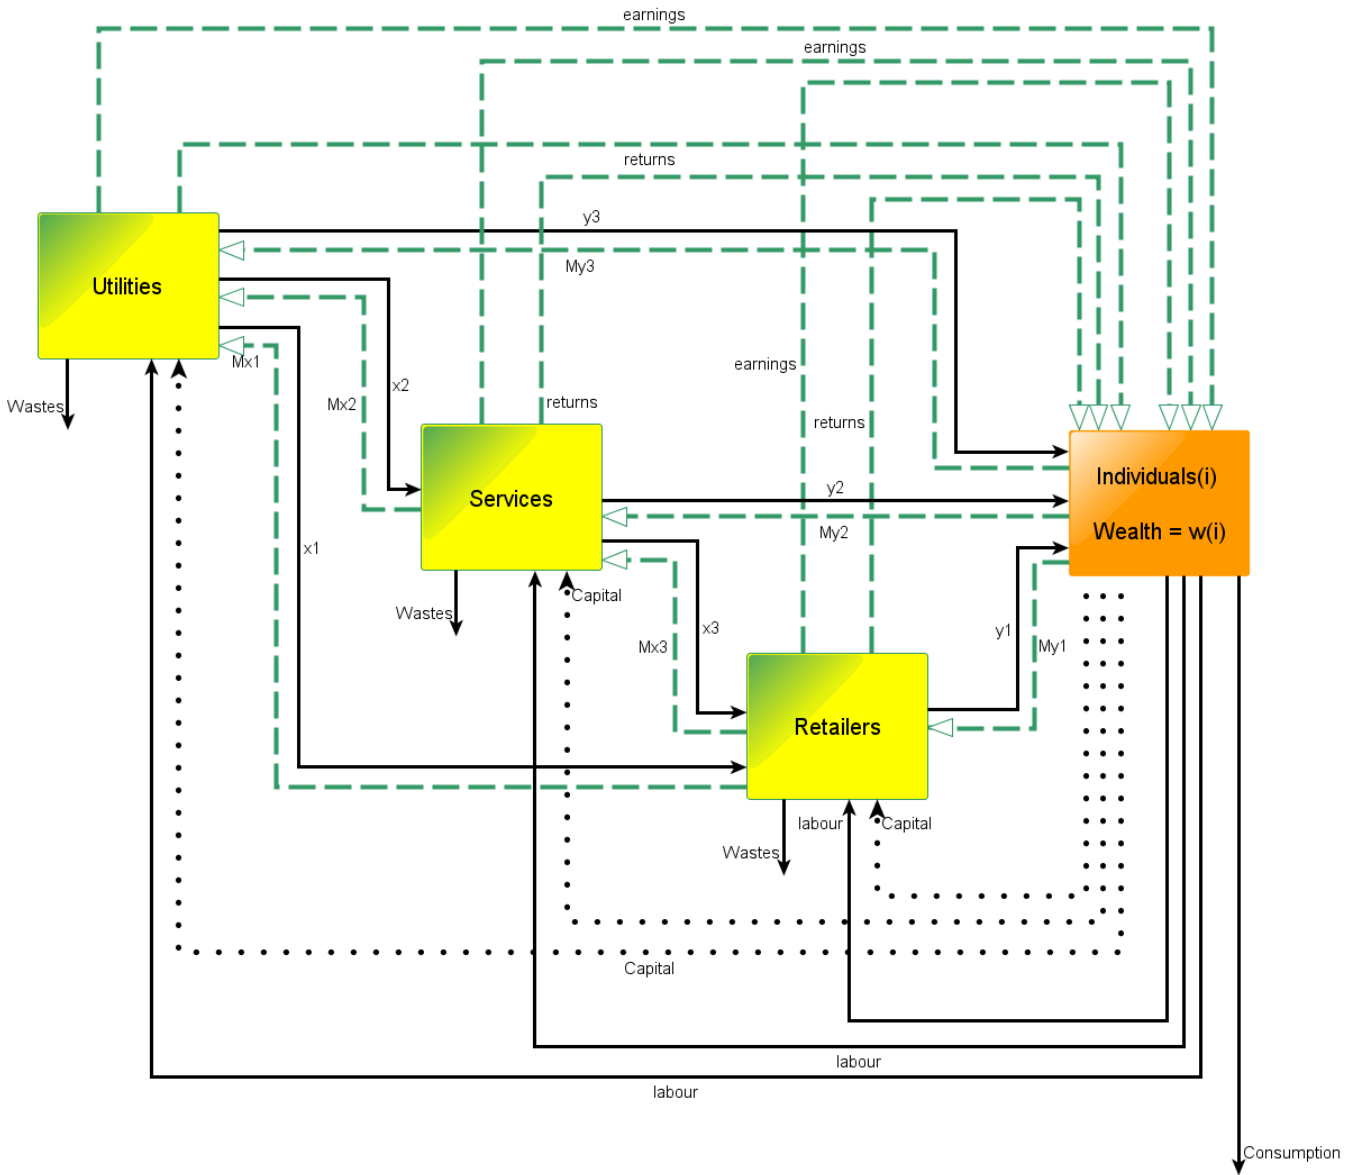 earnings
earnings
returns
y3
My3
Utilities
Mx1
earnings
x2
Mx2
Wastes
returns
returns
Individuals(i)
Wealth = w(i)
Services
y2
My2
x1
Capital
Wastes
x3
Mx3
y1
My1
Retailers
labour
Capital
Wastes
Capital
labour
labour
Consumption